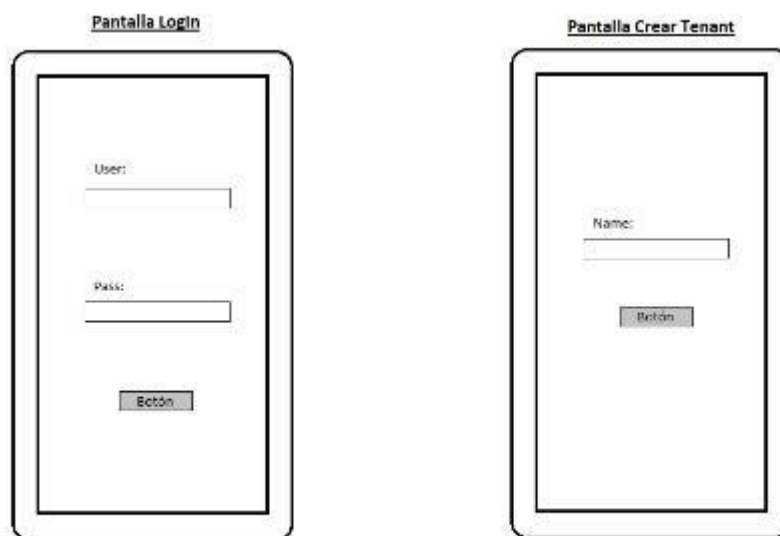 Pantalla Login
User:
Pass:
Botón
Pantalla Crear Tenant
Name:
Botón